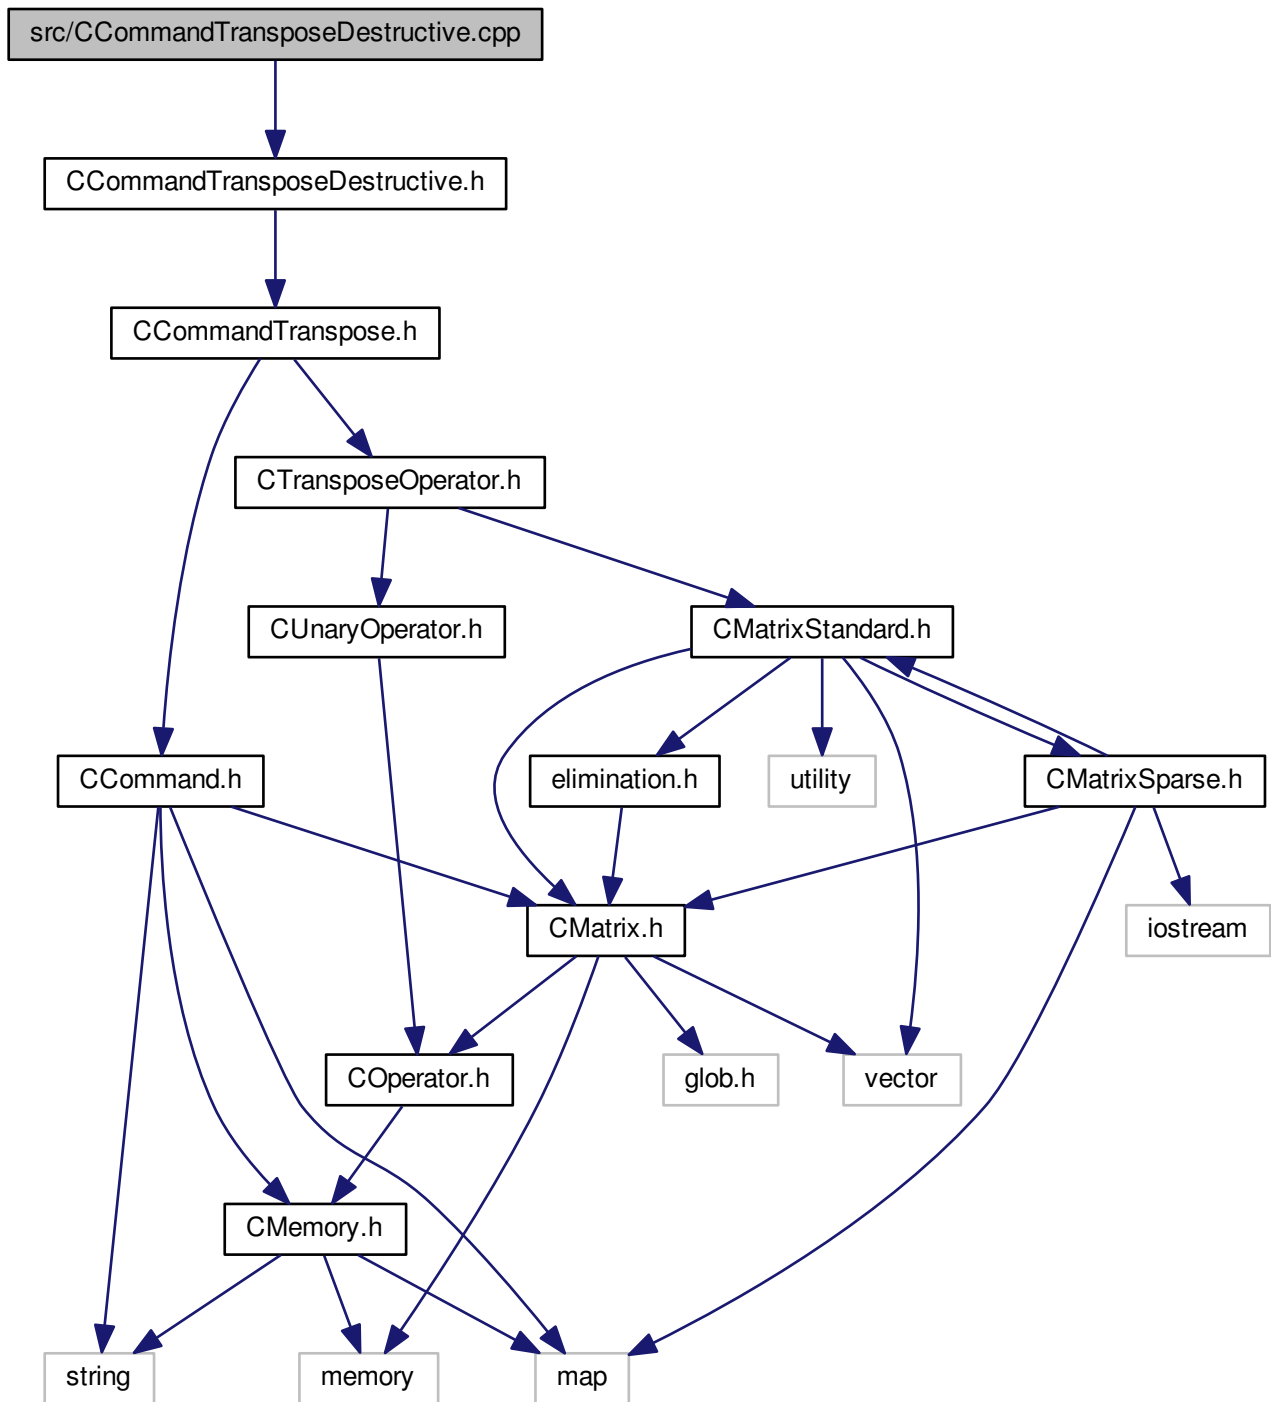 src/CCommandTransposeDestructive.cpp
CCommandTransposeDestructive.h
CCommandTranspose.h
CTransposeOperator.h
CUnaryOperator.h
CMatrixStandard.h
CCommand.h
elimination.h
utility
CMatrixSparse.h
CMatrix.h
iostream
COperator.h
glob.h
vector
CMemory.h
string
memory
map